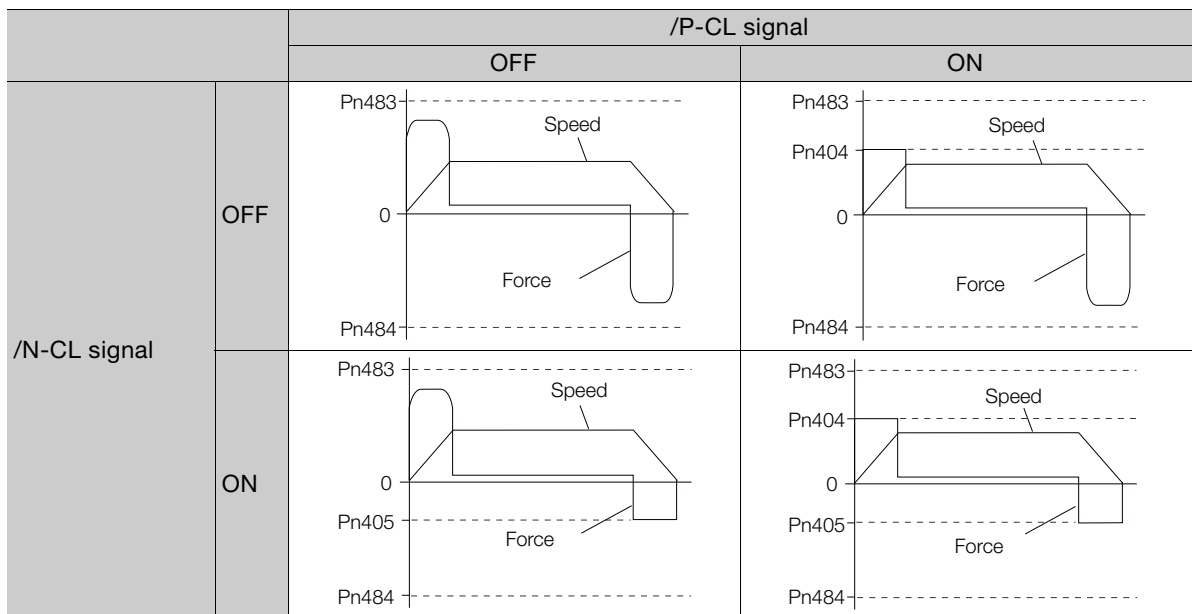 /P-CL signal
OFF
ON
/N-CL signal
OFF
Pn483
Speed
0
Force
Pn484
Pn483
Speed
Pn404
0
Force
Pn484
ON
Pn483
Speed
0
Pn405
Force
Pn484
Pn483
Speed
Pn404
0
Pn405
Force
Pn484